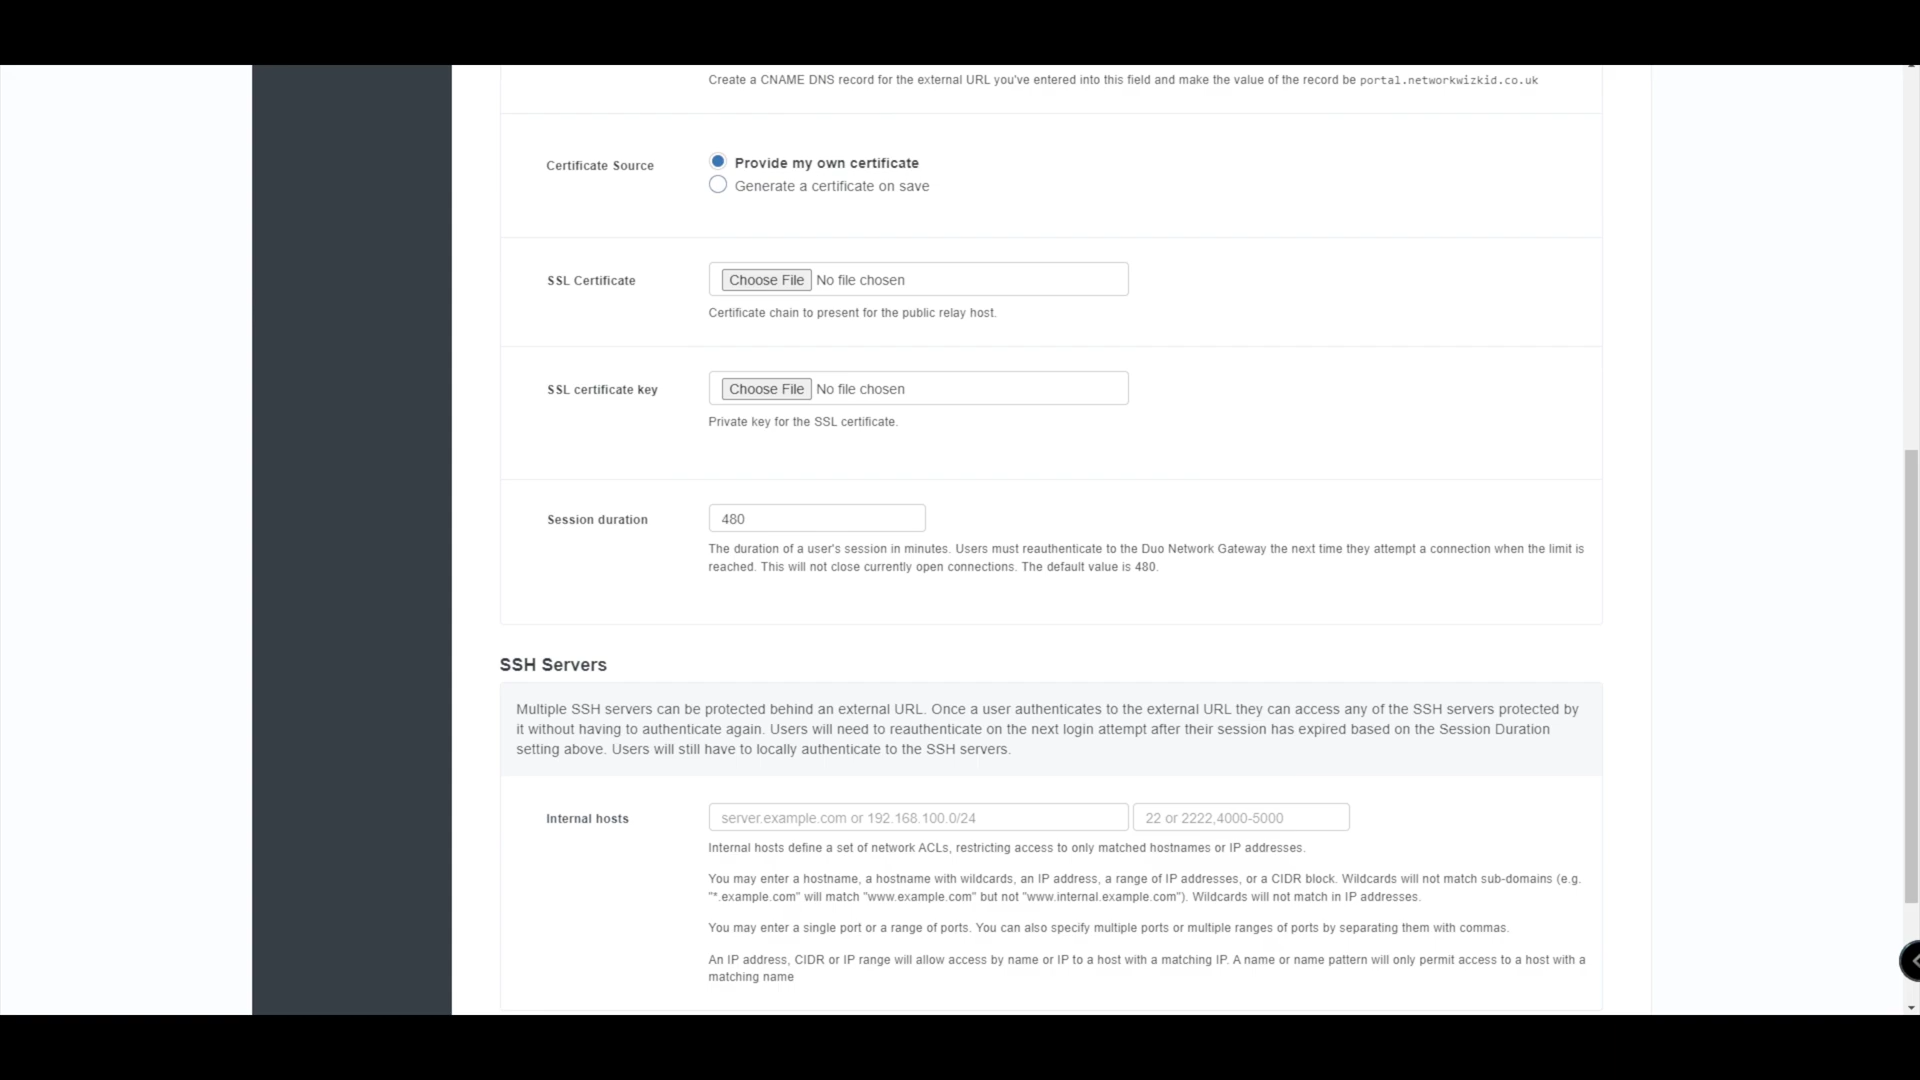 Create a CNAME DNS record for the external URL you've entered into this field and make the value of the record be portal.networkwizkid.co.uk
Certificate Source
Provide my own certificate
Generate a certificate on save
SSL Certificate
Choose File No file chosen
Certificate chain to present for the public relay host.
SSL certificate key
Choose File No file chosen
Private key for the SSL certificate.
Session duration
480
The duration of a user's session in minutes. Users must reauthenticate to the Duo Network Gateway the next time they attempt a connection when the limit is
reached. This will not close currently open connections. The default value is 480.
SSH Servers
Multiple SSH servers can be protected behind an external URL. Once a user authenticates to the external URL they can access any of the SSH servers protected by
it without having to authenticate again. Users will need to reauthenticate on the next login attempt after their session has expired based on the Session Duration
setting above. Users will still have to locally authenticate to the SSH servers.
Internal hosts
server.example.com or 192.168.100.0/24
22 or 2222,4000-5000
Internal hosts define a set of network ACLs, restricting access to only matched hostnames or IP addresses.
You may enter a hostname, a hostname with wildcards, an IP address, a range of IP addresses, or a CIDR block. Wildcards will not match sub-domains (e.g.
"*.example.com" will match "www.example.com" but not "www.internal.example.com"). Wildcards will not match in IP addresses.
You may enter a single port or a range of ports. You can also specify multiple ports or multiple ranges of ports by separating them with commas.
An IP address, CIDR or IP range will allow access by name or IP to a host with a matching IP. A name or name pattern will only permit access to a host with a
matching name